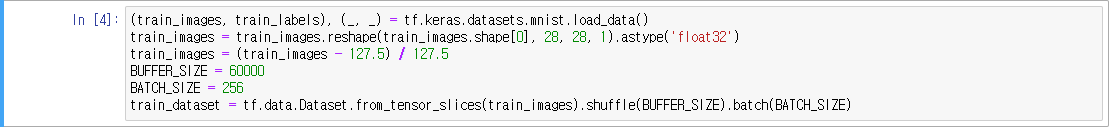 In [4]: (train_images, train_labels), (_, _) = tf.keras.datasets.mnist.load_data()
train_images = train_images.reshape(train_images.shape[0], 28, 28, 1).astype('float32')
train_images = (train_images - 127.5) / 127.5
BUFFER_SIZE = 60000
BATCH_SIZE = 256
train_dataset = tf.data.Dataset.from_tensor_slices(train_images).shuffle(BUFFER_SIZE).batch(BATCH_SIZE)